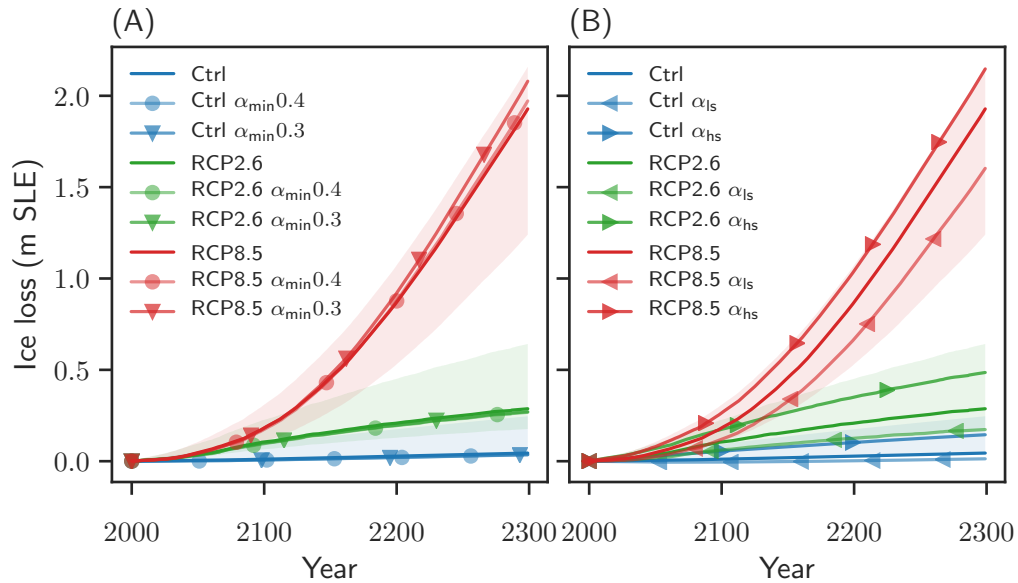 (A)
(B)
Ice loss (m SLE)
2.0
1.5
1.0
0.5
0.0
Ctrl
Ctrl αmin0.4
Ctrl αmin0.3
RCP2.6
RCP2.6 αmin0.4
RCP2.6 αmin0.3
RCP8.5
RCP8.5 αmin0.4
RCP8.5 αmin0.3
2000 2100 2200 2300
Year
Ctrl
Ctrl αls
Ctrl αhs
RCP2.6
RCP2.6 αls
RCP2.6 αhs
RCP8.5
RCP8.5 αls
RCP8.5 αhs
2000 2100 2200 2300
Year